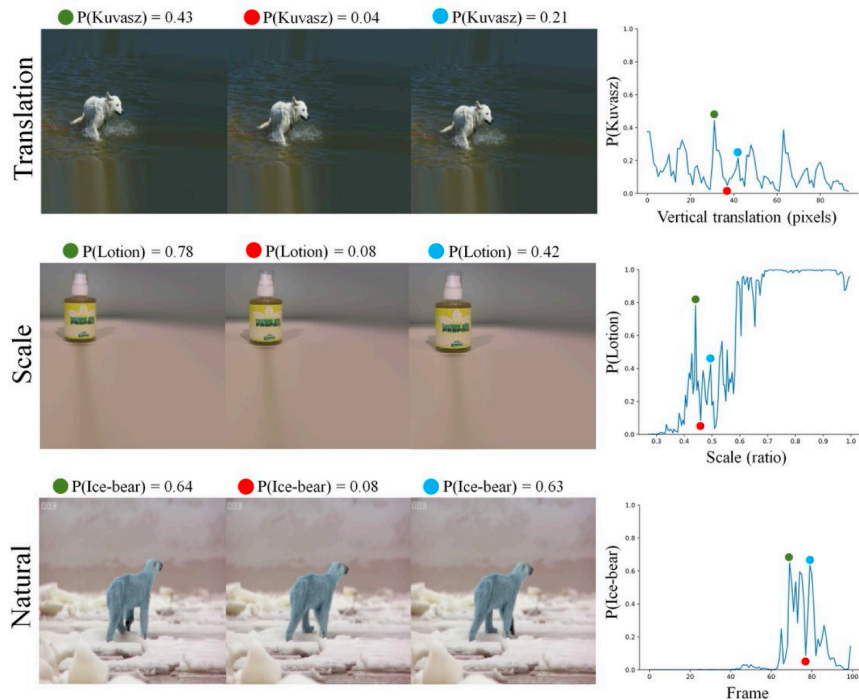 P(Kuvasz) = 0.43 P(Kuvasz) = 0.04 P(Kuvasz) = 0.21
Translation
P(Kuvasz)
1.0
0.8
0.6
0.4
0.2
0.0
0 20 40 60 80
Vertical translation (pixels)
P(Lotion) = 0.78 P(Lotion) = 0.08 P(Lotion) = 0.42
Scale
P(Lotion)
1.0
0.8
0.6
0.4
0.2
0.0
0.3 0.4 0.5 0.6 0.7 0.8 0.9 1.0
Scale (ratio)
P(Ice-bear) = 0.64 P(Ice-bear) = 0.08 P(Ice-bear) = 0.63
Natural
P(Ice-bear)
1.0
0.8
0.6
0.4
0.2
0.0
0 20 40 60 80 100
Frame